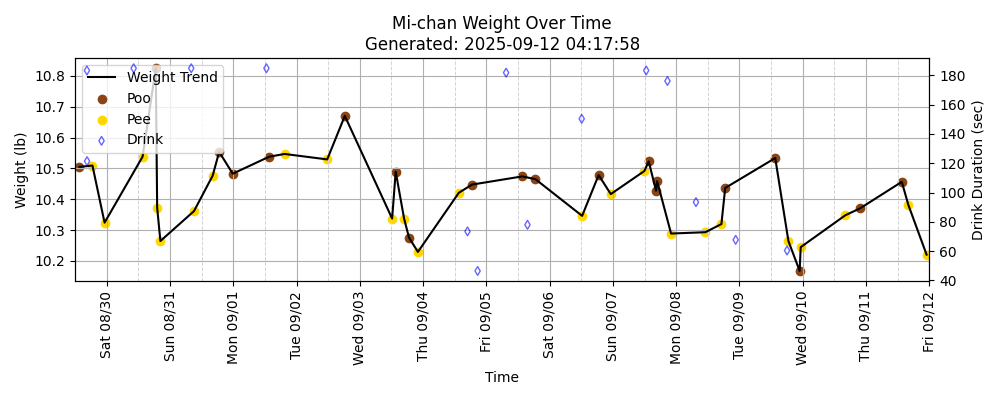 Mi-chan Weight Over Time
Generated: 2025-09-12 04:17:58
Weight (lb)
10.8
10.7
10.6
10.5
10.4
10.3
10.2
Weight Trend
Poo
Pee
Drink
180
160
140
120
100
80
60
40
Drink Duration (sec)
Sat 08/30
Sun 08/31
Mon 09/01
Tue 09/02
Wed 09/03
Thu 09/04
Fri 09/05
Sat 09/06
Sun 09/07
Mon 09/08
Tue 09/09
Wed 09/10
Thu 09/11
Fri 09/12
Time